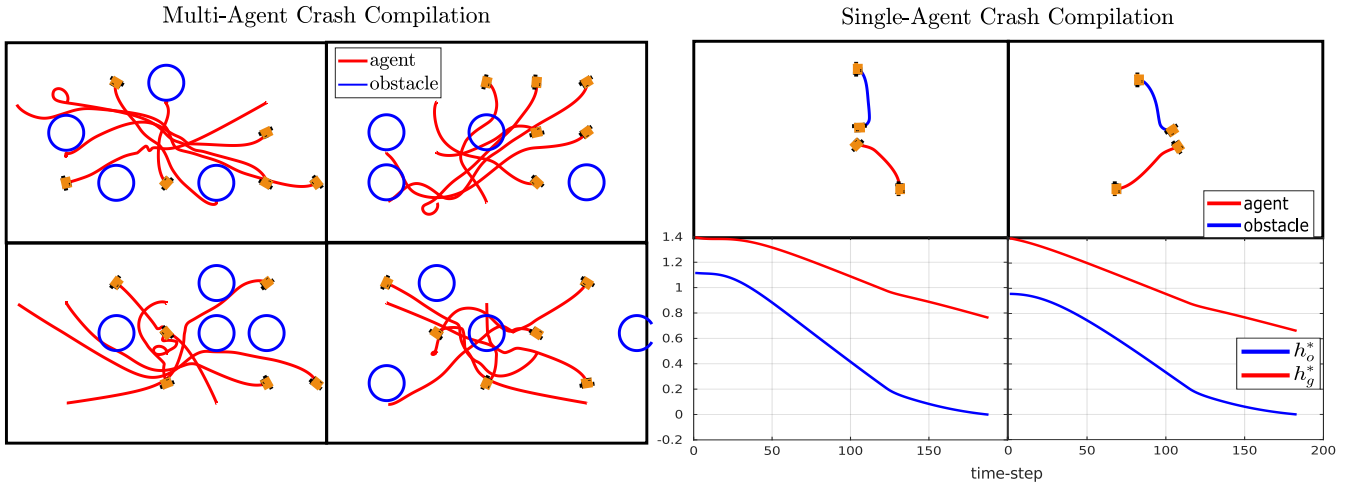 Multi-Agent Crash Compilation
Single-Agent Crash Compilation
agent
obstacle
agent
obstacle
1.4
1.2
1
0.8
0.6
0.4
0.2
0
-0.2
h_o^*
h_g^*
0
50
100
150
0
50
100
150
200
time-step